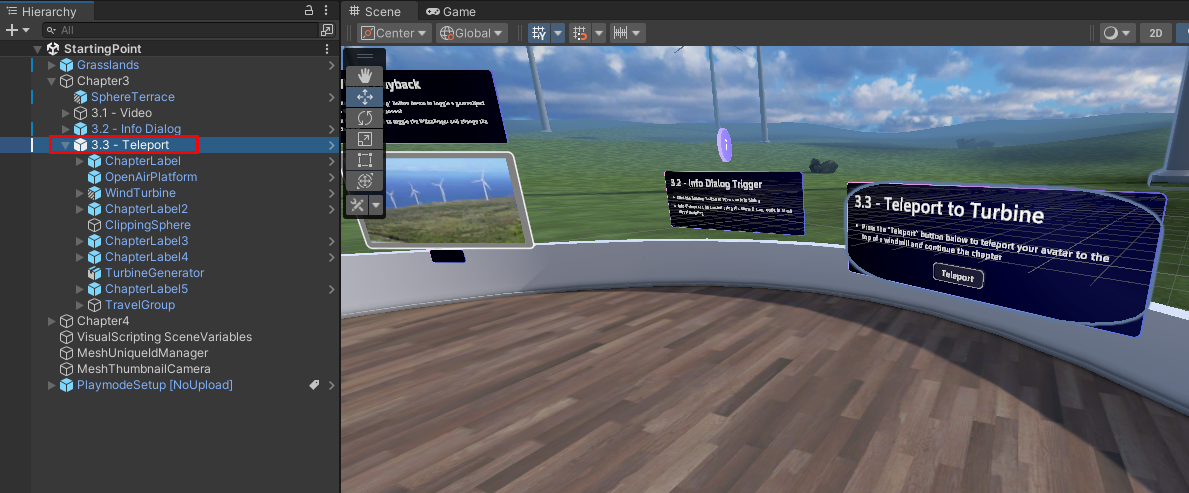 Hierarchy
All
StartingPoint
Grasslands
Chapter3
SphereTerrace
3.1 - Video
3.2 - Info Dialog
3.3 - Teleport
ChapterLabel
OpenAirPlatform
WindTurbine
ChapterLabel2
ClippingSphere
ChapterLabel3
ChapterLabel4
TurbineGenerator
ChapterLabel5
TravelGroup
Chapter4
VisualScripting SceneVariables
MeshUniqueIdManager
MeshThumbnailCamera
PlaymodeSetup [NoUpload]
Scene
Game
Center
Global
2D
3.2 - Info Dialog Trigger
3.3 - Teleport to Turbine
• Press the "Teleport" button below to teleport your avatar to the
top of a windmill and continue the chapter
Teleport